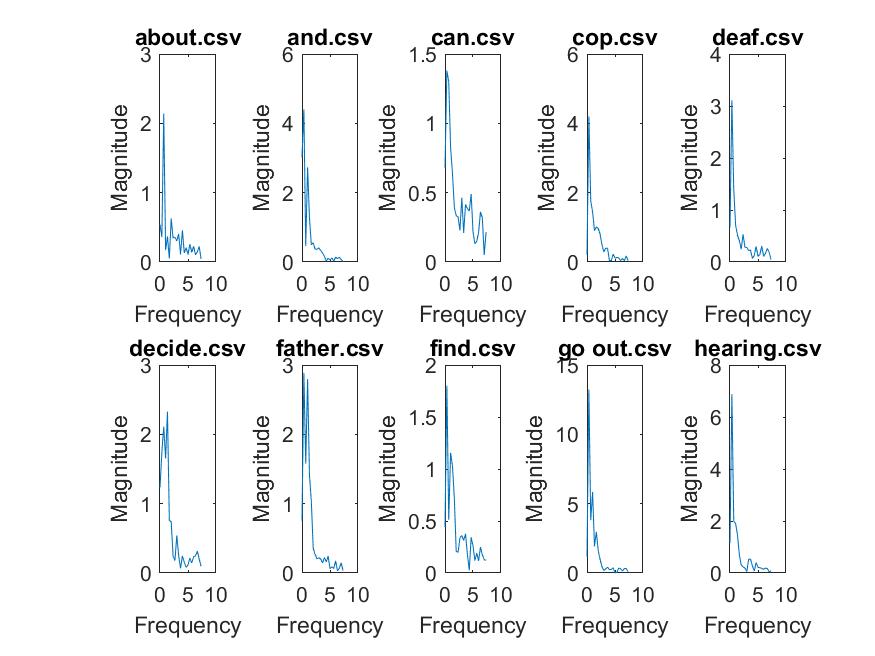 about.csv and.csv can.csv cop.csv deaf.csv
3 6 1.5 6 4
2 4 1 4 3
1 2 0.5 2 2
1
0 0 0 0 0
Magnitude Magnitude Magnitude Magnitude Magnitude
0 5 10 0 5 10 0 5 10 0 5 10 0 5 10
Frequency Frequency Frequency Frequency Frequency
decide.csv father.csv find.csv go out.csv hearing.csv
3 3 2 15 8
2 2 1.5 10 6
1 1 1 5 4
0.5 2
0 0 0 0 0
Magnitude Magnitude Magnitude Magnitude Magnitude
0 5 10 0 5 10 0 5 10 0 5 10 0 5 10
Frequency Frequency Frequency Frequency Frequency